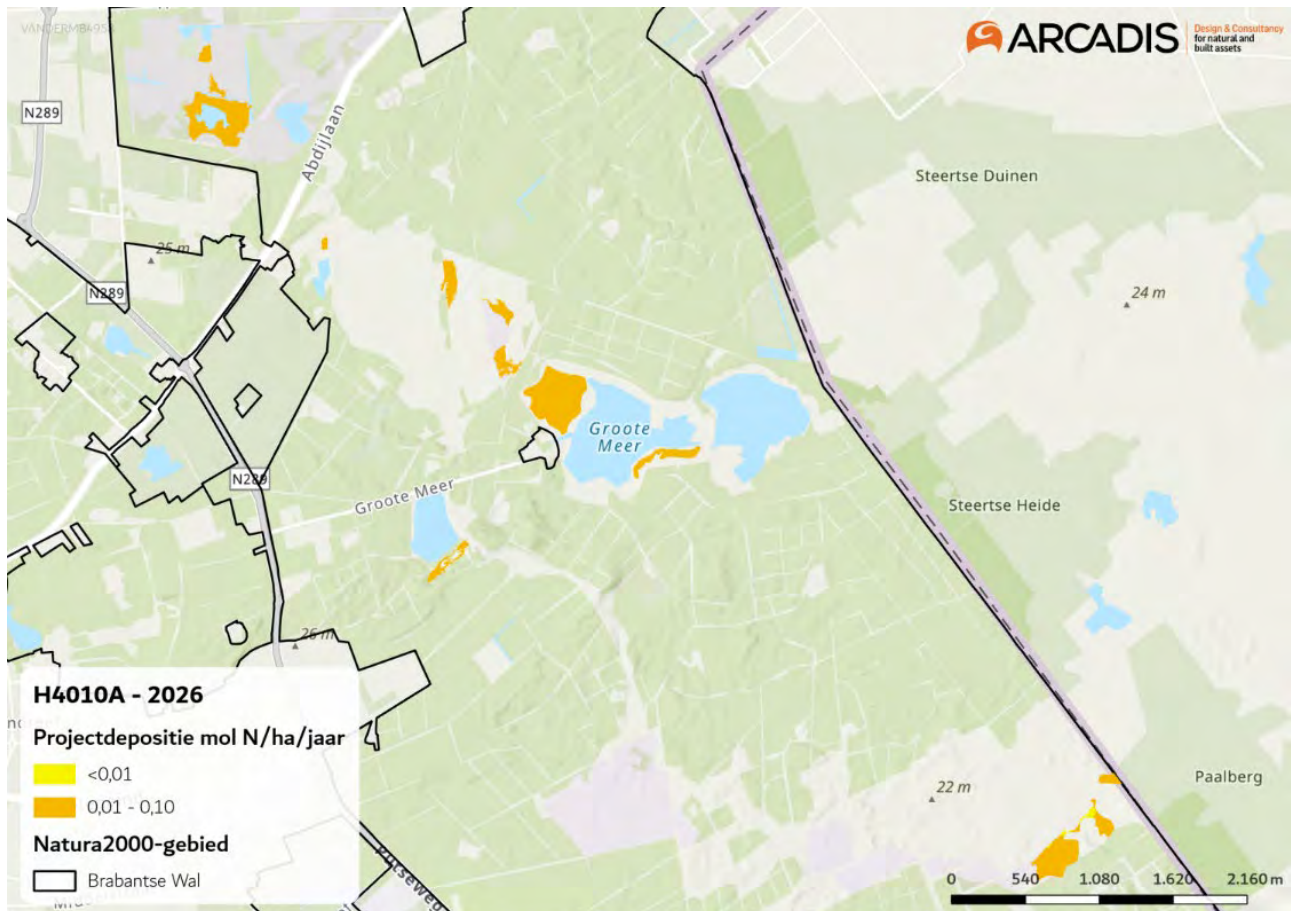 VANDERM8495
ARCADIS
Design & Consultancy
for natural and
built assets
N289
Abdijlaan
Steertse Duinen
25 m
N289
24 m
Groote
Meer
N289
Groote Meer
Steertse Heide
26 m
22 m
Paalberg
H4010A - 2026
Projectdepositie mol N/ha/jaar
<0,01
0,01 - 0,10
Natura2000-gebied
Brabantse Wal
Putseweg
0 540 1.080 1.620 2.160 m